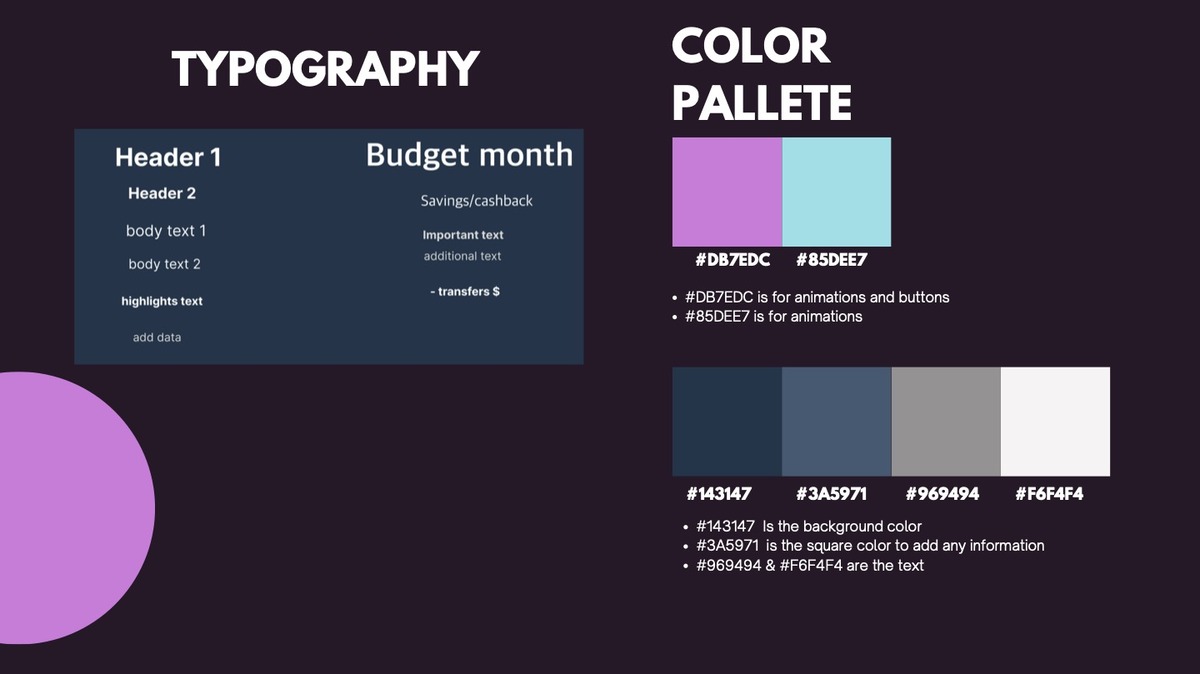 TYPOGRAPHY
Header 1
Header 2
body text 1
body text 2
highlights text
add data
Budget month
Savings/cashback
Important text
additional text
- transfers $
COLOR
PALLETE
#DB7EDC #85DEE7
• #DB7EDC is for animations and buttons
• #85DEE7 is for animations
#143147 #3A5971 #969494 #F6F4F4
• #143147 Is the background color
• #3A5971 is the square color to add any information
• #969494 & #F6F4F4 are the text